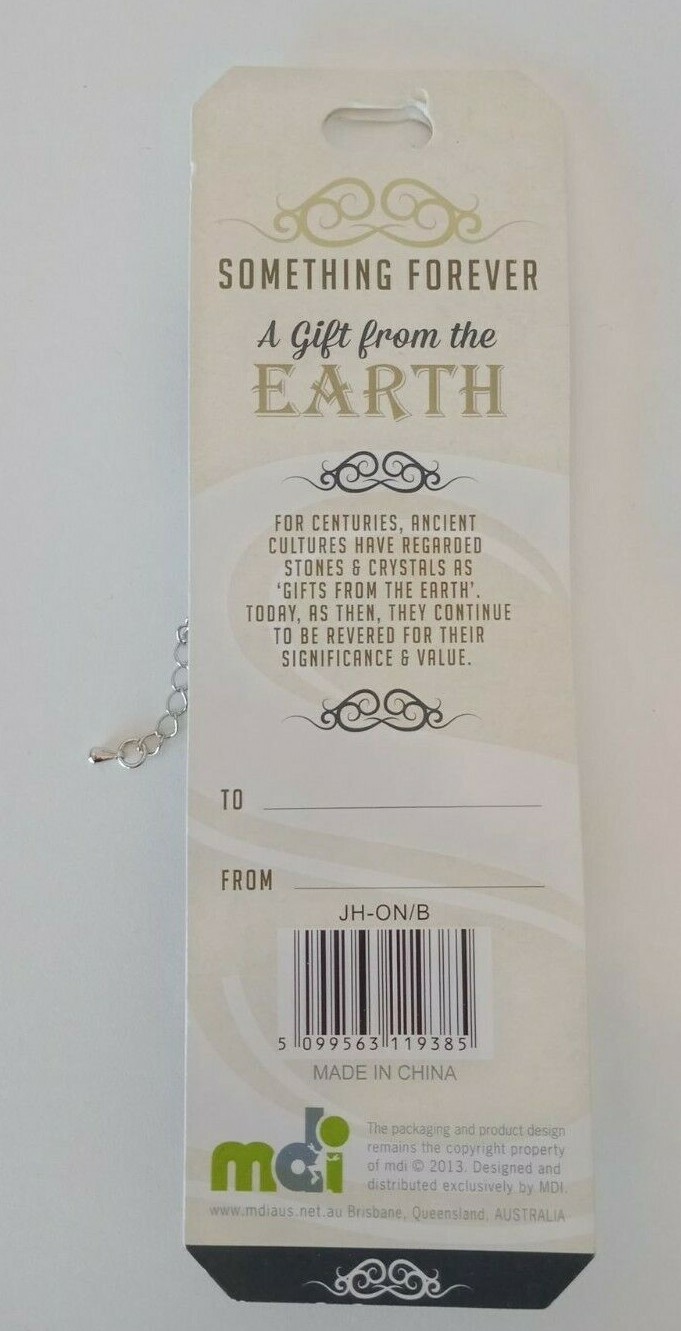 SOMETHING FOREVER
A Gift from the
EARTH
FOR CENTURIES, ANCIENT
CULTURES HAVE REGARDED
STONES & CRYSTALS AS
‘GIFTS FROM THE EARTH’.
TODAY, AS THEN, THEY CONTINUE
TO BE REVERED FOR THEIR
SIGNIFICANCE & VALUE.
TO
FROM
JH-ON/B
5 099563 119385
MADE IN CHINA
mdi
The packaging and product design
remains the copyright property
of mdi © 2013. Designed and
distributed exclusively by MDI.
www.mdiaus.net.au Brisbane, Queensland, AUSTRALIA